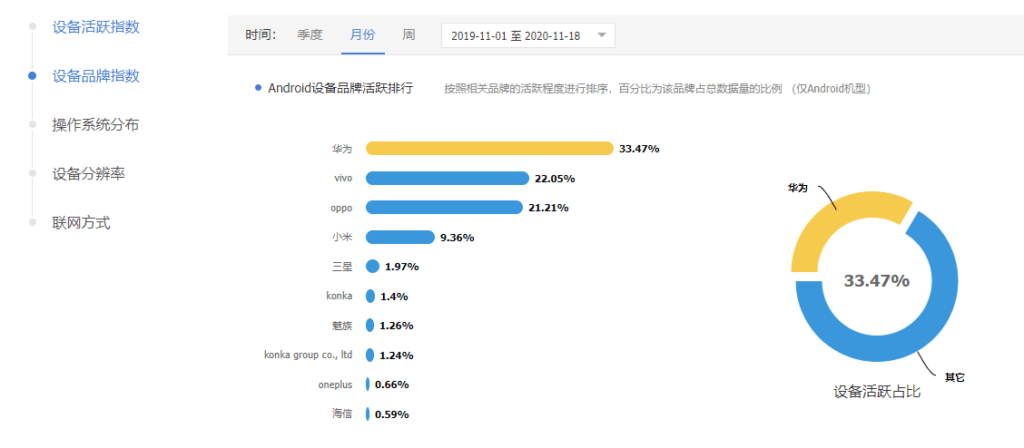 设备活跃指数
设备品牌指数
操作系统分布
设备分辨率
联网方式
时间： 季度 月份 周 2019-11-01 至 2020-11-18
Android设备品牌活跃排行 按照相关品牌的活跃程度进行排序，百分比为该品牌占总数据量的比例 （仅Android机型）
华为 33.47%
vivo 22.05%
oppo 21.21%
小米 9.36%
三星 1.97%
konka 1.4%
魅族 1.26%
konka group co., ltd 1.24%
oneplus 0.66%
海信 0.59%
华为
33.47%
其它
设备活跃占比